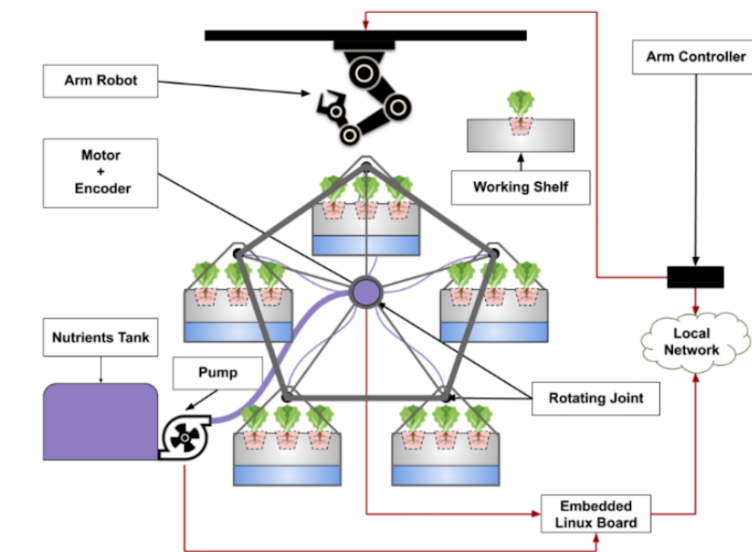 Arm Controller
Arm Robot
Motor
+
Encoder
Working Shelf
Local
Network
Nutrients Tank
Pump
Rotating Joint
Embedded
Linux Board